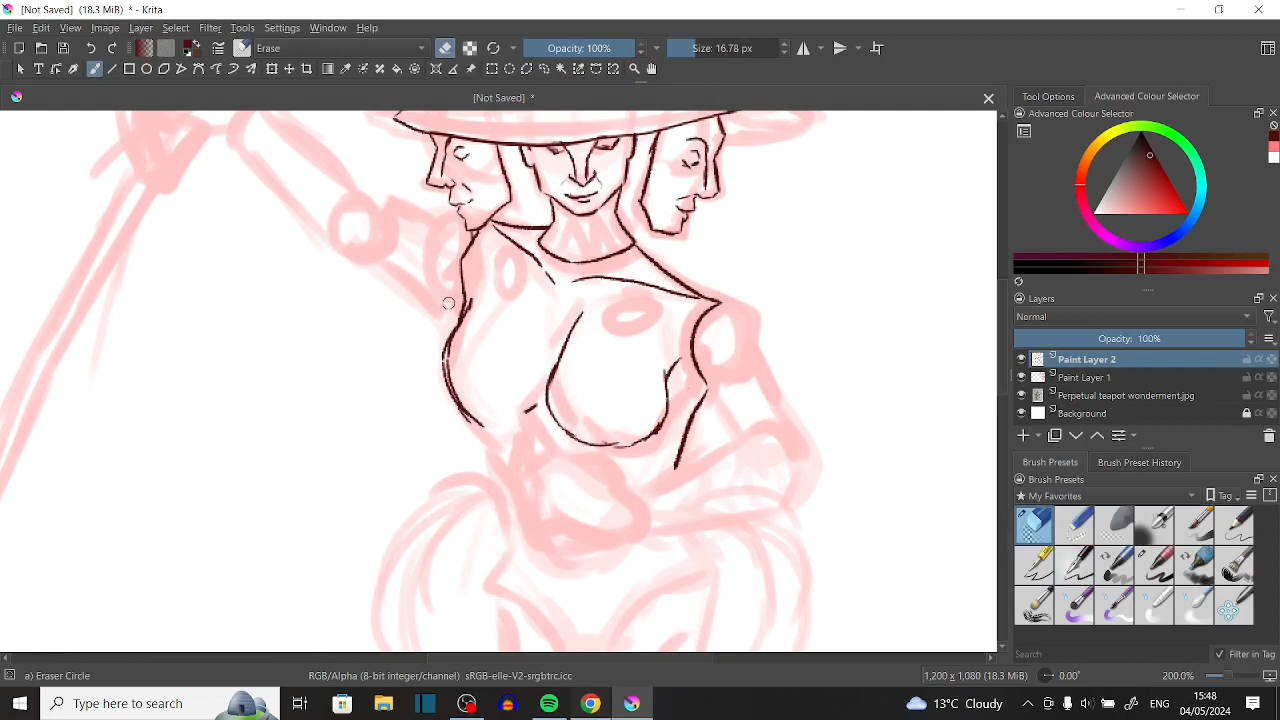 [Not Saved] (18.3 MiB) * - Krita
File Edit View Image Layer Select Filter Tools Settings Window Help
Erase Opacity: 100% Size: 16.78 px
[Not Saved] * Tool Options Advanced Colour Selector
Advanced Colour Selector
Layers
Normal
Opacity: 100%
Paint Layer 2
Paint Layer 1
Perpetual teapot wonderment.jpg
Background
Brush Presets Brush Preset History
Brush Presets
My Favorites Tag
Search Filter in Tag
a) Eraser Circle RGB/Alpha (8-bit integer/channel) sRGB-elle-V2-srgbtrc.icc 1,200 x 1,080 (18.3 MiB) 0.00° 200.0%
Type here to search 13°C Cloudy ENG 15:48
04/05/2024